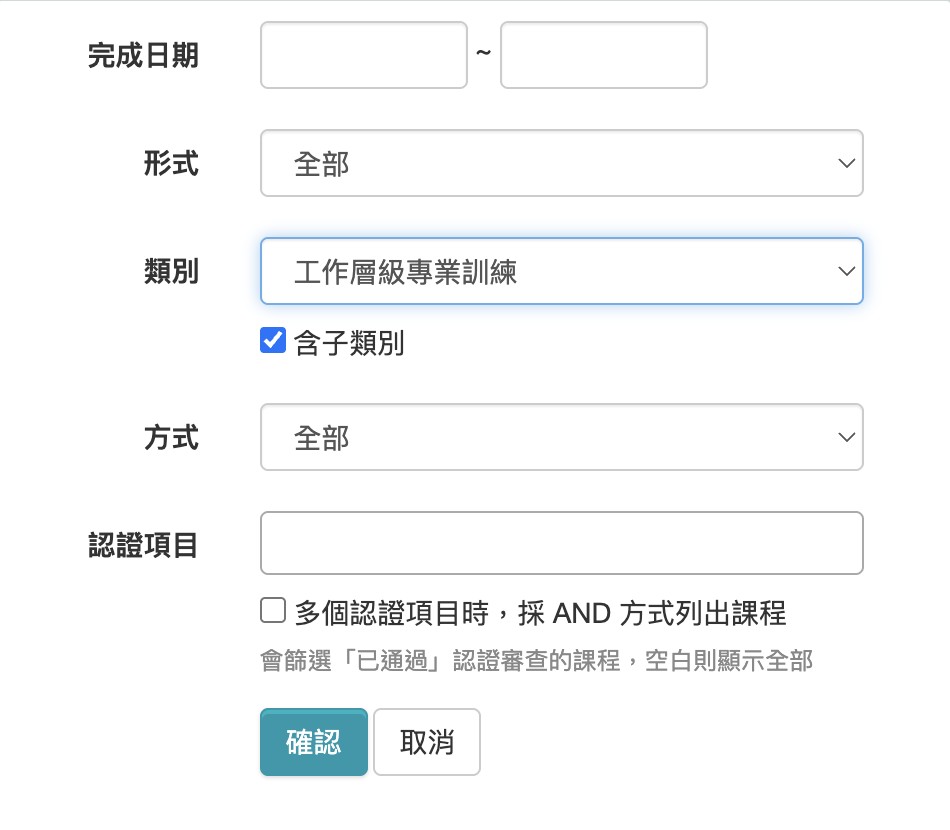 完成日期 ~
形式 全部
類別 工作層級專業訓練
含子類別
方式 全部
認證項目
多個認證項目時，採 AND 方式列出課程
會篩選「已通過」認證審查的課程，空白則顯示全部
確認 取消